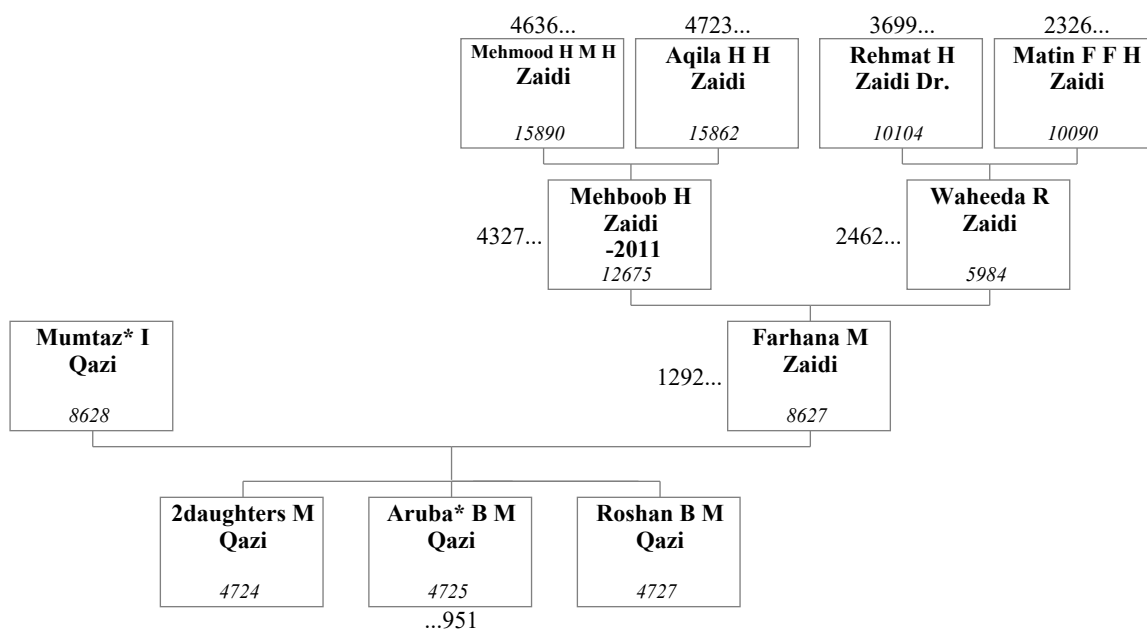 4636...
4723...
3699...
2326...
Mehmood H M H
Zaidi
15890
Aqila H H
Zaidi
15862
Rehmat H
Zaidi Dr.
10104
Matin F F H
Zaidi
10090
4327...
Mehboob H
Zaidi
-2011
12675
2462...
Waheeda R
Zaidi
5984
Mumtaz* I
Qazi
8628
1292...
Farhana M
Zaidi
8627
2daughters M
Qazi
4724
Aruba* B M
Qazi
4725
...951
Roshan B M
Qazi
4727